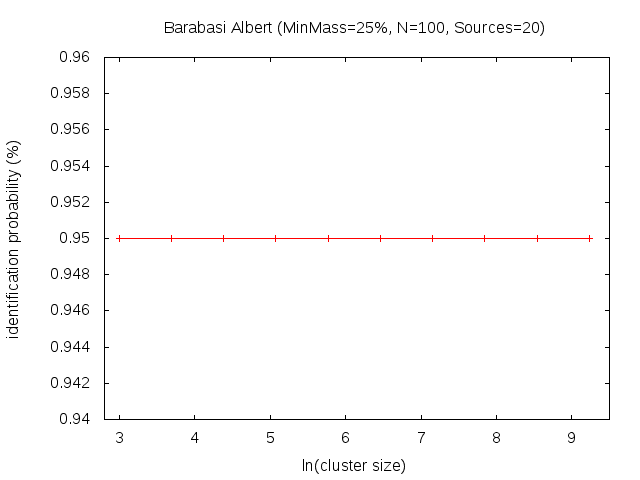 Barabasi Albert (MinMass=25%, N=100, Sources=20)
0.96
0.958
0.956
0.954
0.952
0.95
0.948
0.946
0.944
0.942
0.94
identification probability (%)
3 4 5 6 7 8 9
ln(cluster size)